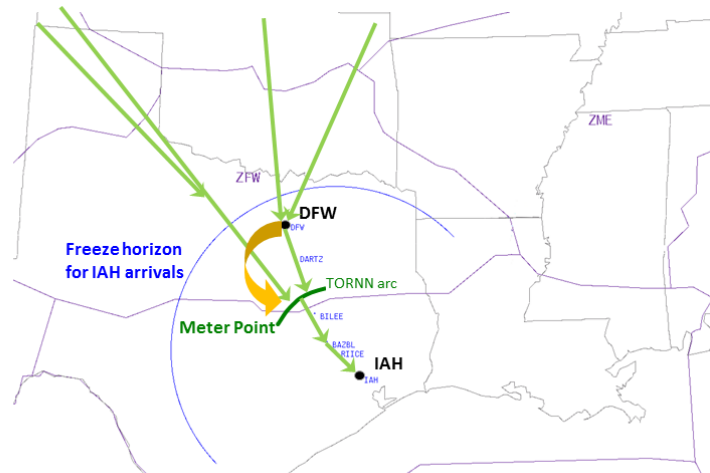 ZME
ZFW
DFW
DFW
Freeze horizon
for IAH arrivals
DARTZ
TORNN arc
Meter Point
BILEE
BAZBL
RIICE
IAH
IAH